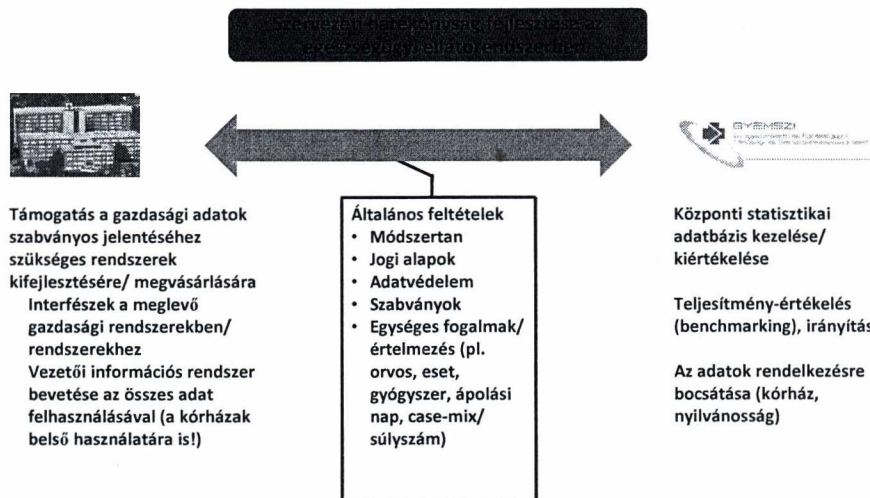 Szervezeti hatékonyság fejlesztése az
egészségügyi ellátórendszerben
GYEMSZI
Támogatás a gazdasági adatok
szabványos jelentéséhez
szükséges rendszerek
kifejlesztésére/ megvásárlására
Interfészek a meglevő
gazdasági rendszerekben/
rendszerekhez
Vezetői információs rendszer
bevetése az összes adat
felhasználásával (a kórházak
belső használatára is!)
Általános feltételek
• Módszertan
• Jogi alapok
• Adatvédelem
• Szabványok
• Egységes fogalmak/
értelmezés (pl.
orvos, eset,
gyógyszer, ápolási
nap, case-mix/
súlyszám)
Központi statisztikai
adatbázis kezelése/
kiértékelése
Teljesítmény-értékelés
(benchmarking), irányítás
Az adatok rendelkezésre
bocsátása (kórház,
nyilvánosság)